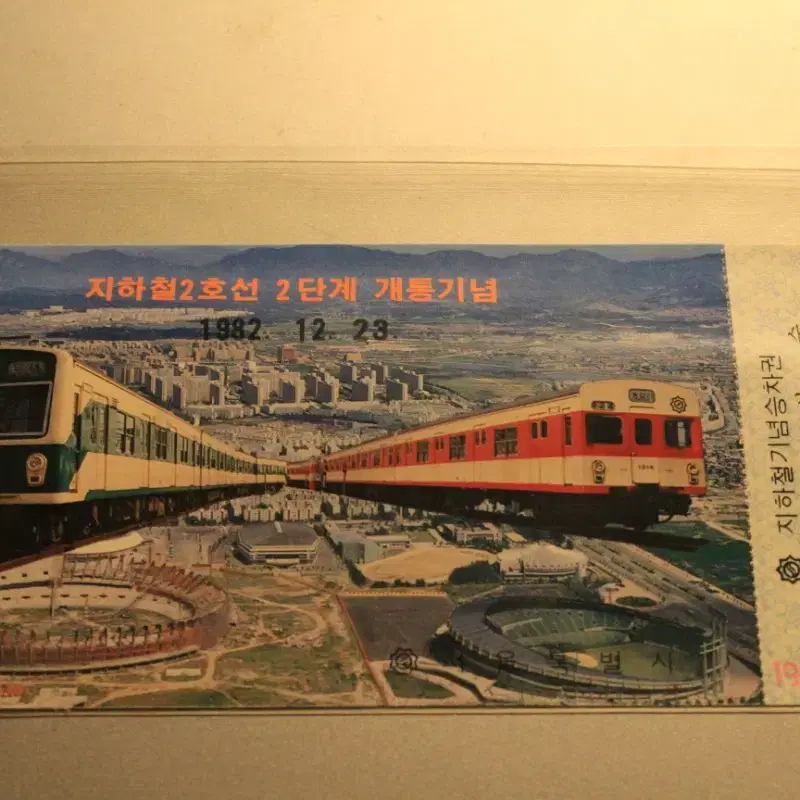 지하철2호선 2단계 개통기념
1982. 12. 23
서울특별시
지하철기념승차권
19